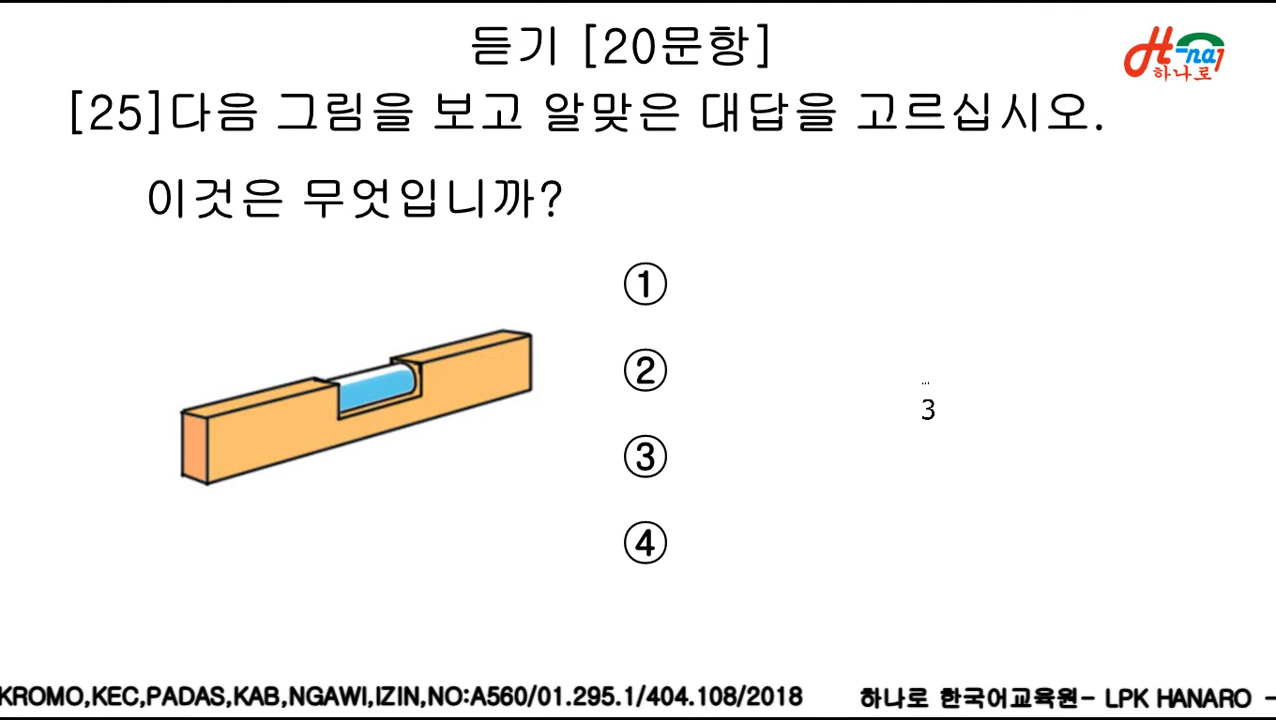 듣기 [20문항]
H-naj
하나로
[25]다음 그림을 보고 알맞은 대답을 고르십시오.
이것은 무엇입니까?
①
②
...
3
③
④
KROMO,KEC,PADAS,KAB,NGAWI,IZIN,NO:A560/01.295.1/404.108/2018 하나로 한국어교육원- LPK HANARO -